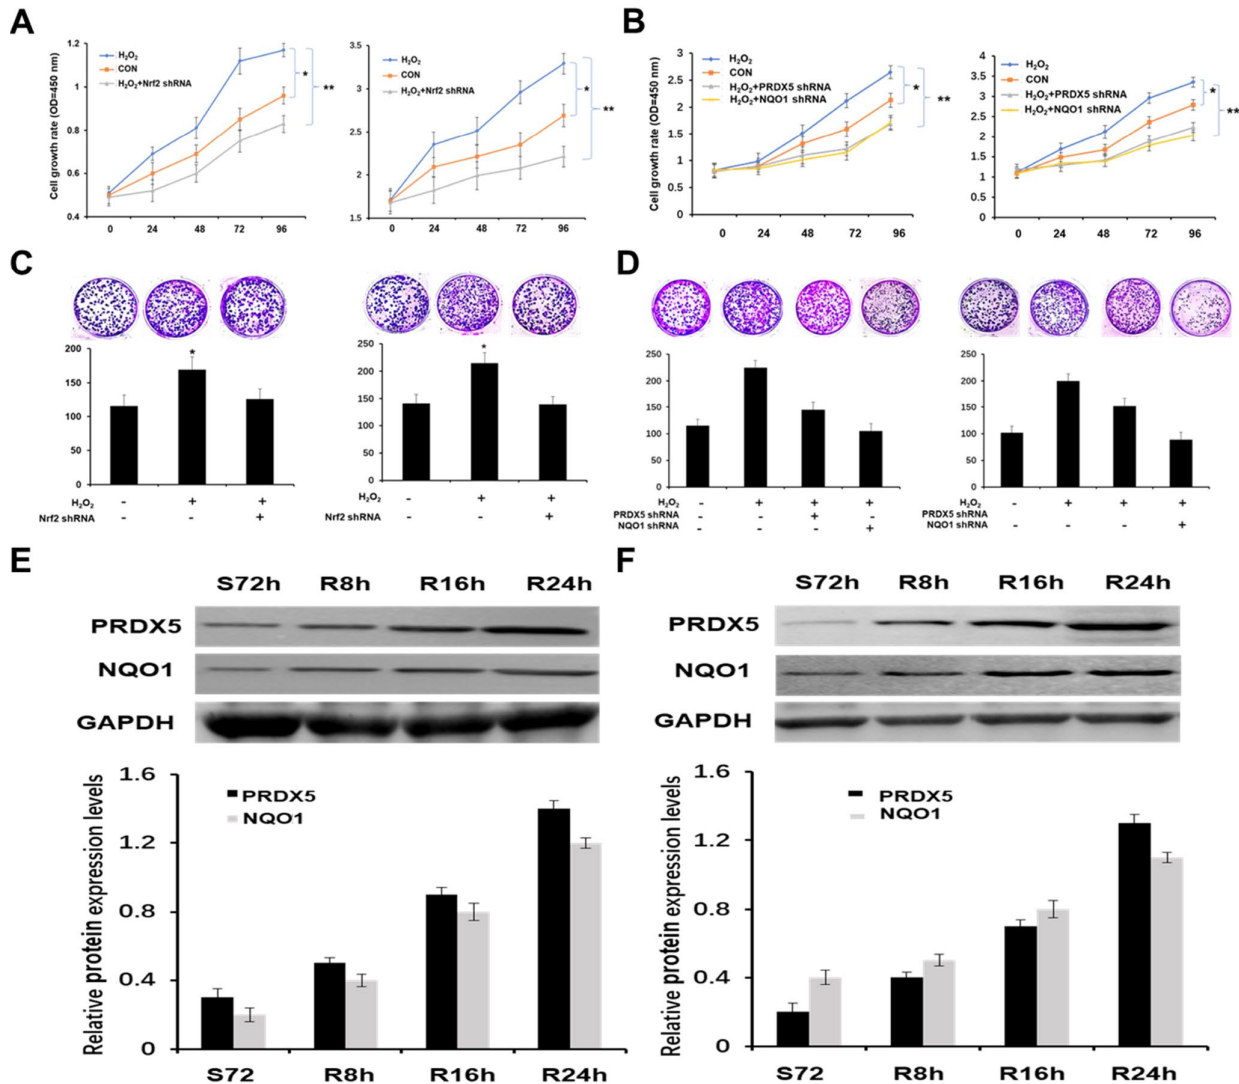 A
Cell growth rate (OD=450 nm)
1.2
1
0.8
0.6
0.4
0 24 48 72 96
H₂O₂
CON
H₂O₂+Nrf2 shRNA
*
**
3.5
3
2.5
2
1.5
0 24 48 72 96
H₂O₂
CON
H₂O₂+Nrf2 shRNA
*
**
B
Cell growth rate (OD=450 nm)
3
2.5
2
1.5
1
0.5
0
0 24 48 72 96
H₂O₂
CON
H₂O₂+PRDX5 shRNA
H₂O₂+NQO1 shRNA
*
**
4
3.5
3
2.5
2
1.5
1
0.5
0
0 24 48 72 96
H₂O₂
CON
H₂O₂+PRDX5 shRNA
H₂O₂+NQO1 shRNA
*
**
C
200
150
100
50
0
*
H₂O₂ - + +
Nrf2 shRNA - - +
250
200
150
100
50
0
*
H₂O₂ - + +
Nrf2 shRNA - - +
D
250
200
150
100
50
0
H₂O₂ - + + +
PRDX5 shRNA - - +
NQO1 shRNA - - +
250
200
150
100
50
0
H₂O₂ - + + +
PRDX5 shRNA
NQO1 shRNA - - +
E
S72h R8h R16h R24h
PRDX5
NQO1
GAPDH
Relative protein expression levels
1.6
1.2
0.8
0.4
0
PRDX5
NQO1
S72 R8h R16h R24h
F
S72h R8h R16h R24h
PRDX5
NQO1
GAPDH
Relative protein expression levels
1.6
1.2
0.8
0.4
0
PRDX5
NQO1
S72 R8h R16h R24h